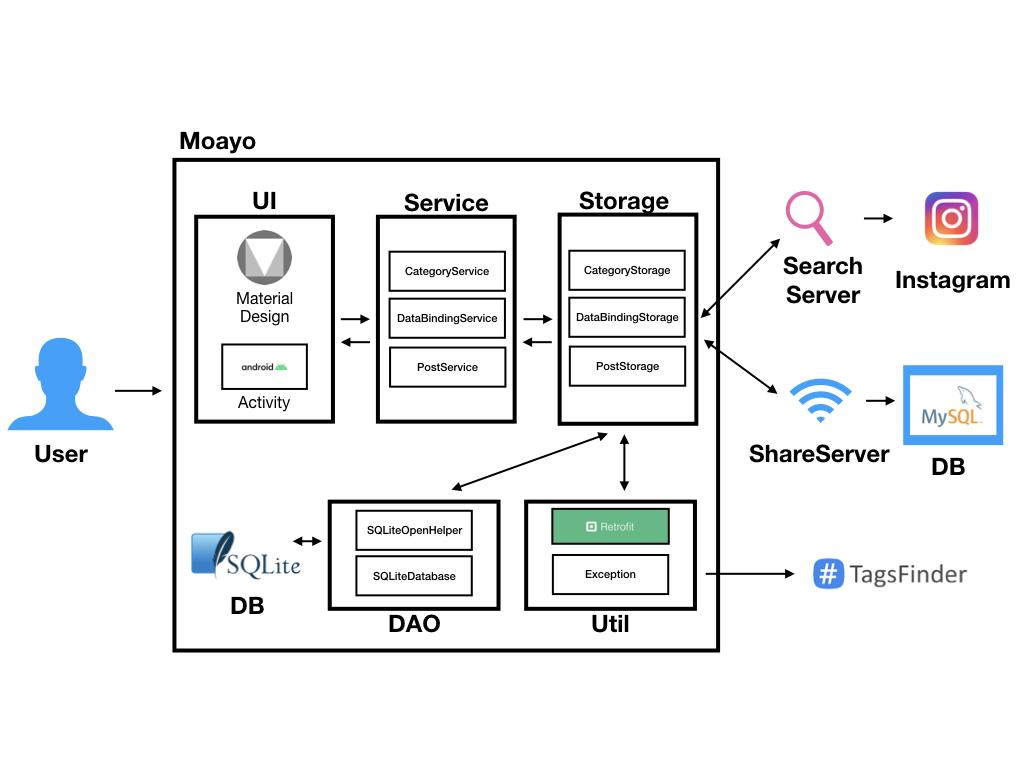 Moayo
UI
Service
Storage
Material
Design
android
Activity
CategoryService
DataBindingService
PostService
CategoryStorage
DataBindingStorage
PostStorage
Search
Server
Instagram
User
ShareServer
MySQL
DB
SQLite
DB
SQLiteOpenHelper
SQLiteDatabase
DAO
Retrofit
Exception
Util
# TagsFinder